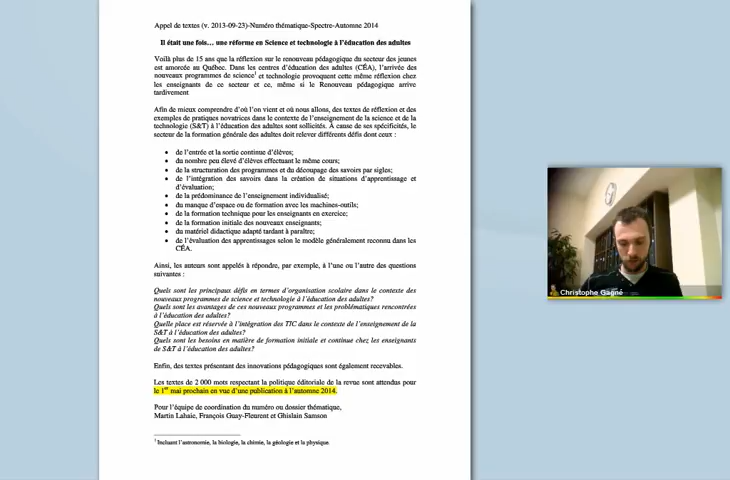 Appel de textes (v. 2013-09-23)-Numéro thématique-Spectre-Automne 2014
Il était une fois… une réforme en Science et technologie à l'éducation des adultes
Voilà plus de 15 ans que la réflexion sur le renouveau pédagogique du secteur des jeunes
est amorcée au Québec. Dans les centres d'éducation des adultes (CÉA), l'arrivée des
nouveaux programmes de science¹ et technologie provoquent cette même réflexion chez
les enseignants de ce secteur et ce, même si le Renouveau pédagogique arrive
tardivement
Afin de mieux comprendre d'où l'on vient et où nous allons, des textes de réflexion et des
exemples de pratiques novatrices dans le contexte de l'enseignement de la science et de la
technologie (S&T) à l'éducation des adultes sont sollicités. À cause de ses spécificités, le
secteur de la formation générale des adultes doit relever différents défis dont ceux :
• de l'entrée et la sortie continue d'élèves;
• du nombre peu élevé d'élèves effectuant le même cours;
• de la structuration des programmes et du découpage des savoirs par sigles;
• de l'intégration des savoirs dans la création de situations d'apprentissage et
d'évaluation;
• de la prédominance de l'enseignement individualisé;
• du manque d'espace ou de formation avec les machines-outils;
• de la formation technique pour les enseignants en exercice;
• de la formation initiale des nouveaux enseignants;
• du matériel didactique adapté tardant à paraître;
• de l'évaluation des apprentissages selon le modèle généralement reconnu dans les
CÉA.
Ainsi, les auteurs sont appelés à répondre, par exemple, à l'une ou l'autre des questions
suivantes :
Quels sont les principaux défis en termes d'organisation scolaire dans le contexte des
nouveaux programmes de science et technologie à l'éducation des adultes?
Quels sont les avantages de ces nouveaux programmes et les problématiques rencontrées
à l'éducation des adultes?
Quelle place est réservée à l'intégration des TIC dans le contexte de l'enseignement de la
S&T à l'éducation des adultes?
Quels sont les besoins en matière de formation initiale et continue chez les enseignants
de S&T à l'éducation des adultes?
Enfin, des textes présentant des innovations pédagogiques sont également recevables.
Les textes de 2 000 mots respectant la politique éditoriale de la revue sont attendus pour
le 1er mai prochain en vue d'une publication à l'automne 2014.
Pour l'équipe de coordination du numéro ou dossier thématique,
Martin Lahaie, François Guay-Fleurent et Ghislain Samson
¹ Incluant l'astronomie, la biologie, la chimie, la géologie et la physique.
Christophe Gagné